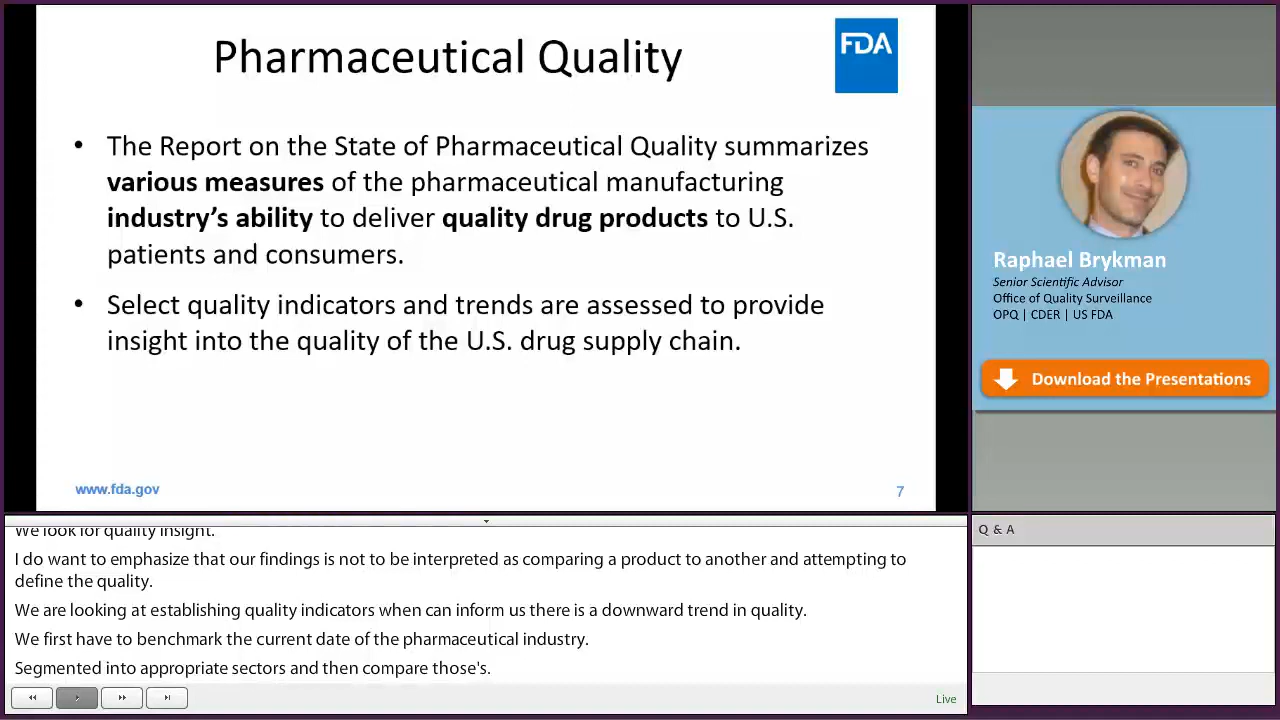 Pharmaceutical Quality
FDA
• The Report on the State of Pharmaceutical Quality summarizes
various measures of the pharmaceutical manufacturing
industry's ability to deliver quality drug products to U.S.
patients and consumers.
• Select quality indicators and trends are assessed to provide
insight into the quality of the U.S. drug supply chain.
www.fda.gov
7
Raphael Brykman
Senior Scientific Advisor
Office of Quality Surveillance
OPQ | CDER | US FDA
Download the Presentations
We look for quality insight.
I do want to emphasize that our findings is not to be interpreted as comparing a product to another and attempting to
define the quality.
We are looking at establishing quality indicators when can inform us there is a downward trend in quality.
We first have to benchmark the current date of the pharmaceutical industry.
Segmented into appropriate sectors and then compare those's.
Live
Q & A